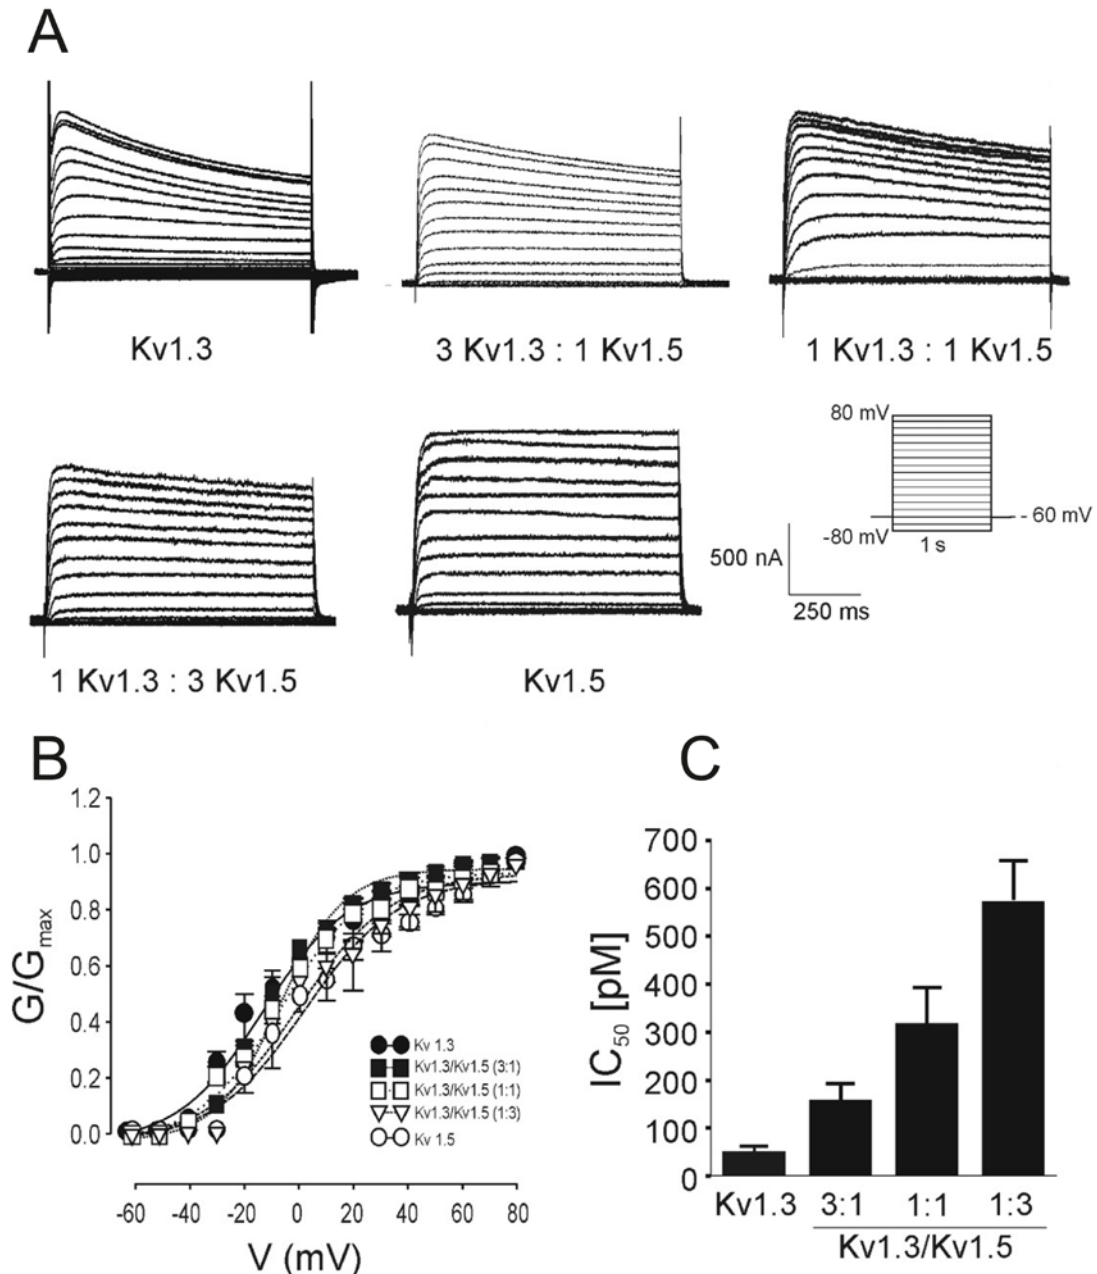 A
Kv1.3
3 Kv1.3 : 1 Kv1.5
1 Kv1.3 : 1 Kv1.5
1 Kv1.3 : 3 Kv1.5
Kv1.5
80 mV
-80 mV
- 60 mV
1 s
500 nA
250 ms
B
G/Gmax
1.2
1.0
0.8
0.6
0.4
0.2
0.0
-60 -40 -20 0 20 40 60 80
V (mV)
Kv 1.3
Kv1.3/Kv1.5 (3:1)
Kv1.3/Kv1.5 (1:1)
Kv1.3/Kv1.5 (1:3)
Kv 1.5
C
IC50 [pM]
700
600
500
400
300
200
100
0
Kv1.3 3:1 1:1 1:3
Kv1.3/Kv1.5